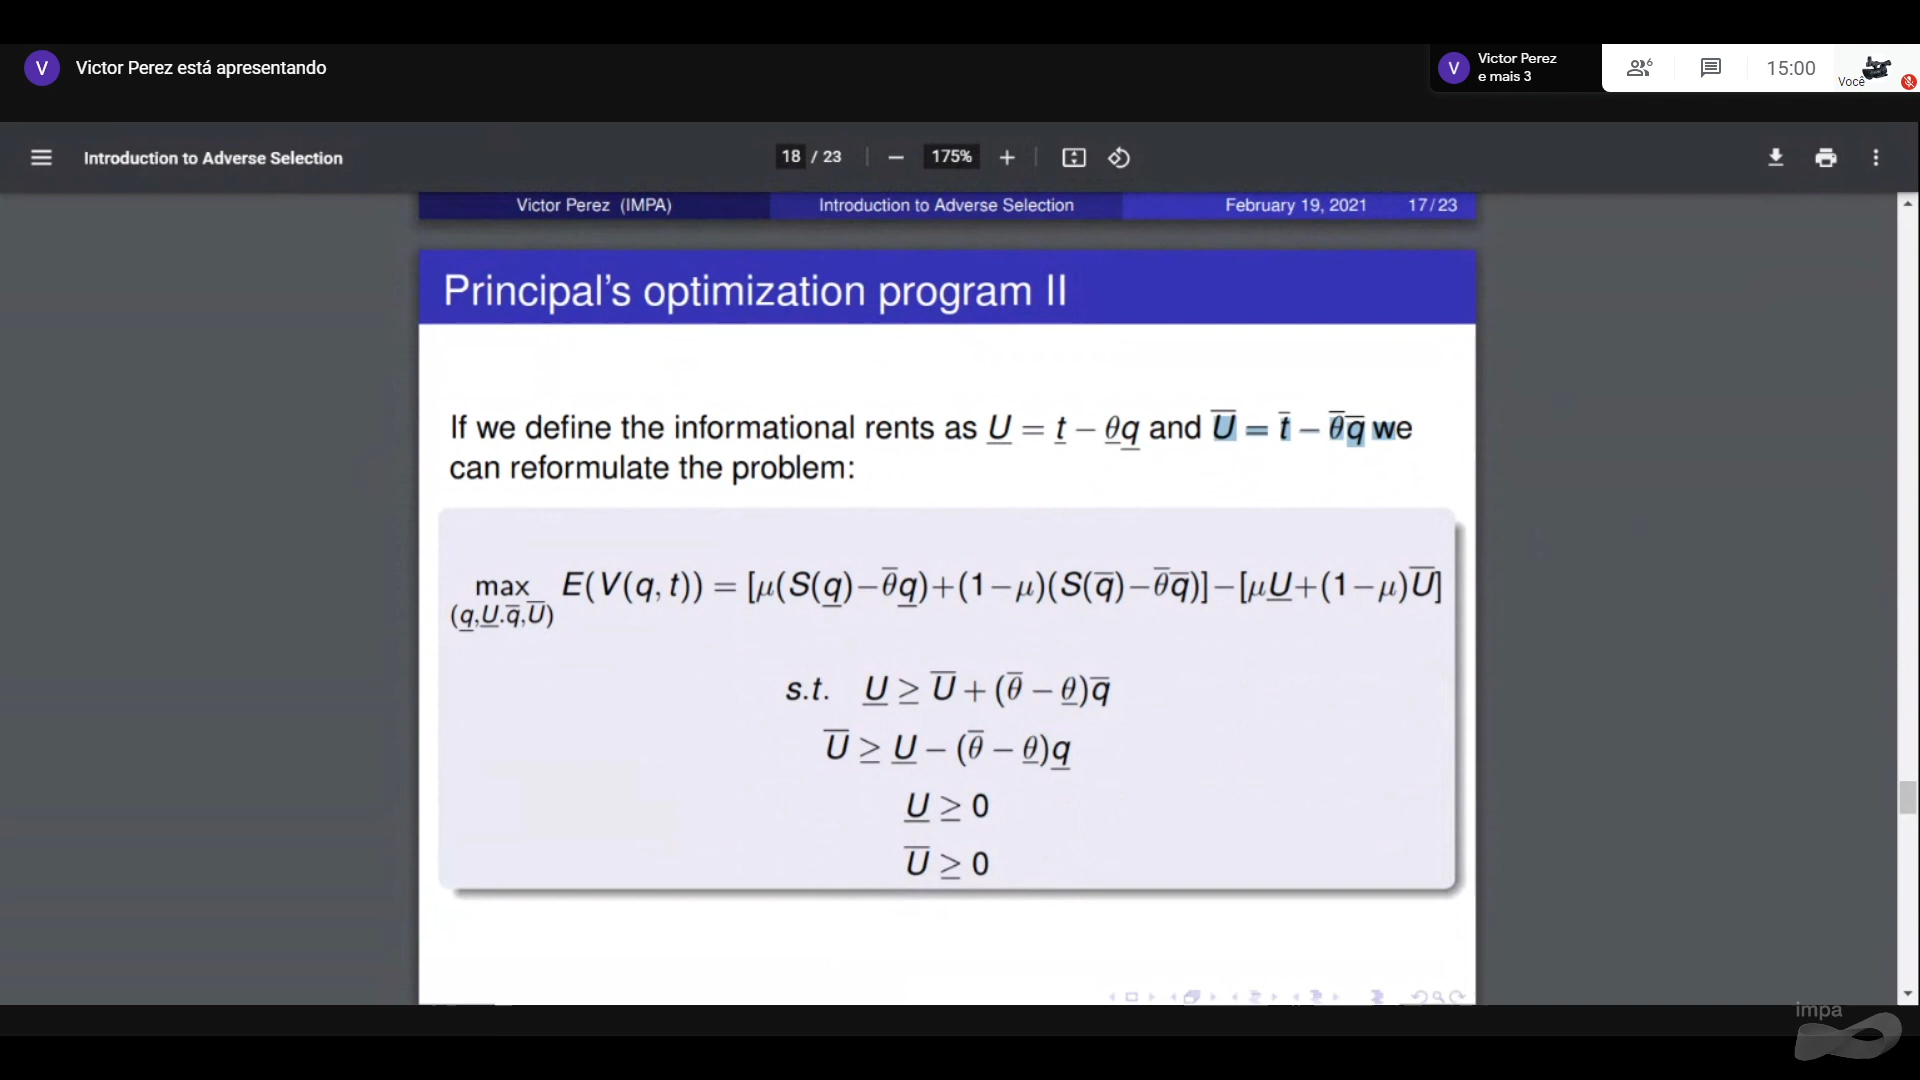 V Victor Perez está apresentando
V Victor Perez
e mais 3
6
15:00
Você
Introduction to Adverse Selection
18 / 23
175%
Victor Perez (IMPA) Introduction to Adverse Selection February 19, 2021 17/23
Principal's optimization program II
If we define the informational rents as U̲ = t̲ − θ̲q̲ and U̅ = t̅ − θ̅q̅ we
can reformulate the problem:
max E(V(q, t)) = [μ(S(q̲)−θ̅q̲)+(1−μ)(S(q̅)−θ̅q̅)]−[μU̲+(1−μ)U̅]
(q̲,U̲.q̅,U̅)
s.t. U̲ ≥ U̅ + (θ̅ − θ̲)q̅
U̅ ≥ U̲ − (θ̅ − θ̲)q̲
U̲ ≥ 0
U̅ ≥ 0
impa